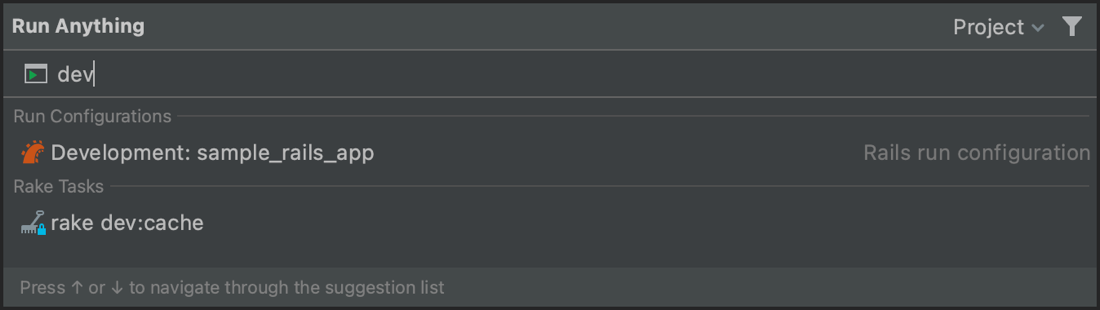 Run Anything Project
dev
Run Configurations
Development: sample_rails_app Rails run configuration
Rake Tasks
rake dev:cache
Press ↑ or ↓ to navigate through the suggestion list